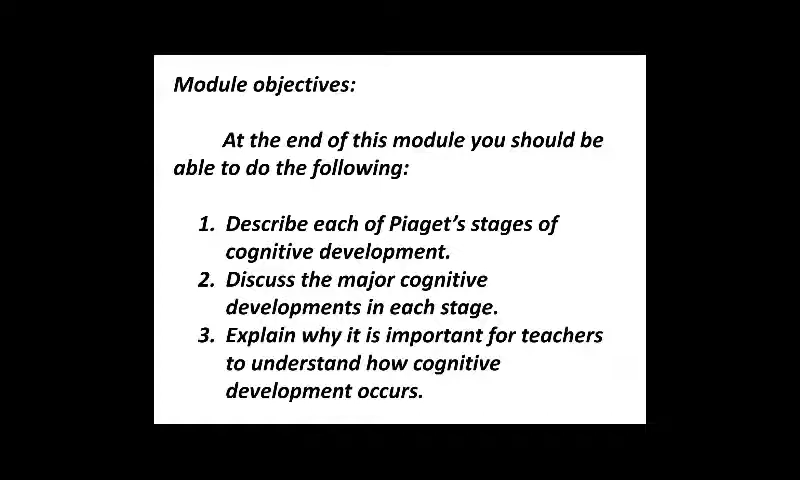 Module objectives:
At the end of this module you should be
able to do the following:
1. Describe each of Piaget's stages of
cognitive development.
2. Discuss the major cognitive
developments in each stage.
3. Explain why it is important for teachers
to understand how cognitive
development occurs.